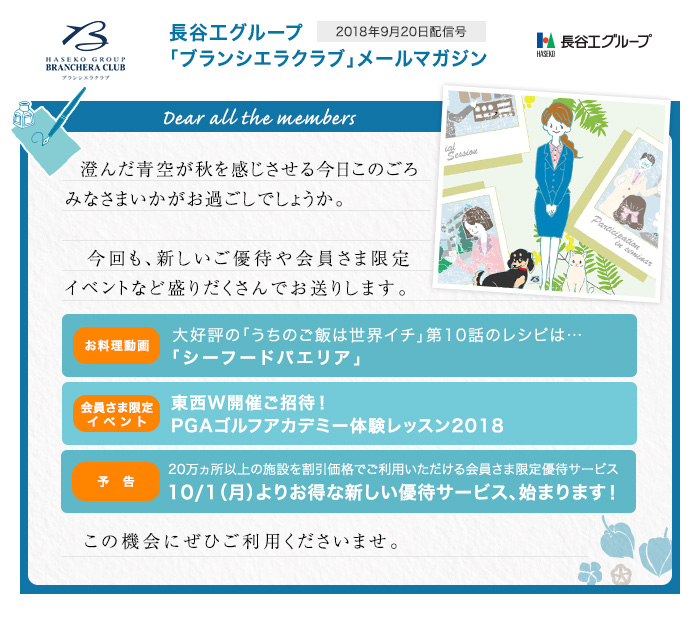 HASEKO GROUP
BRANCHERA CLUB
ブランシエラクラブ
長谷工グループ
2018年9月20日配信号
「ブランシエラクラブ」メールマガジン
HASEKO
長谷工グループ
Dear all the members
澄んだ青空が秋を感じさせる今日このごろ
みなさまいかがお過ごしでしょうか。
今回も、新しいご優待や会員さま限定
イベントなど盛りだくさんでお送りします。
ial
Session
Participation
in seminar
お料理動画
大好評の「うちのご飯は世界イチ」第10話のレシピは…
「シーフードパエリア」
会員さま限定
イベント
東西W開催ご招待！
PGAゴルフアカデミー体験レッスン2018
予 告
20万ヵ所以上の施設を割引価格でご利用いただける会員さま限定優待サービス
10/1（月）よりお得な新しい優待サービス、始まります！
この機会にぜひご利用くださいませ。